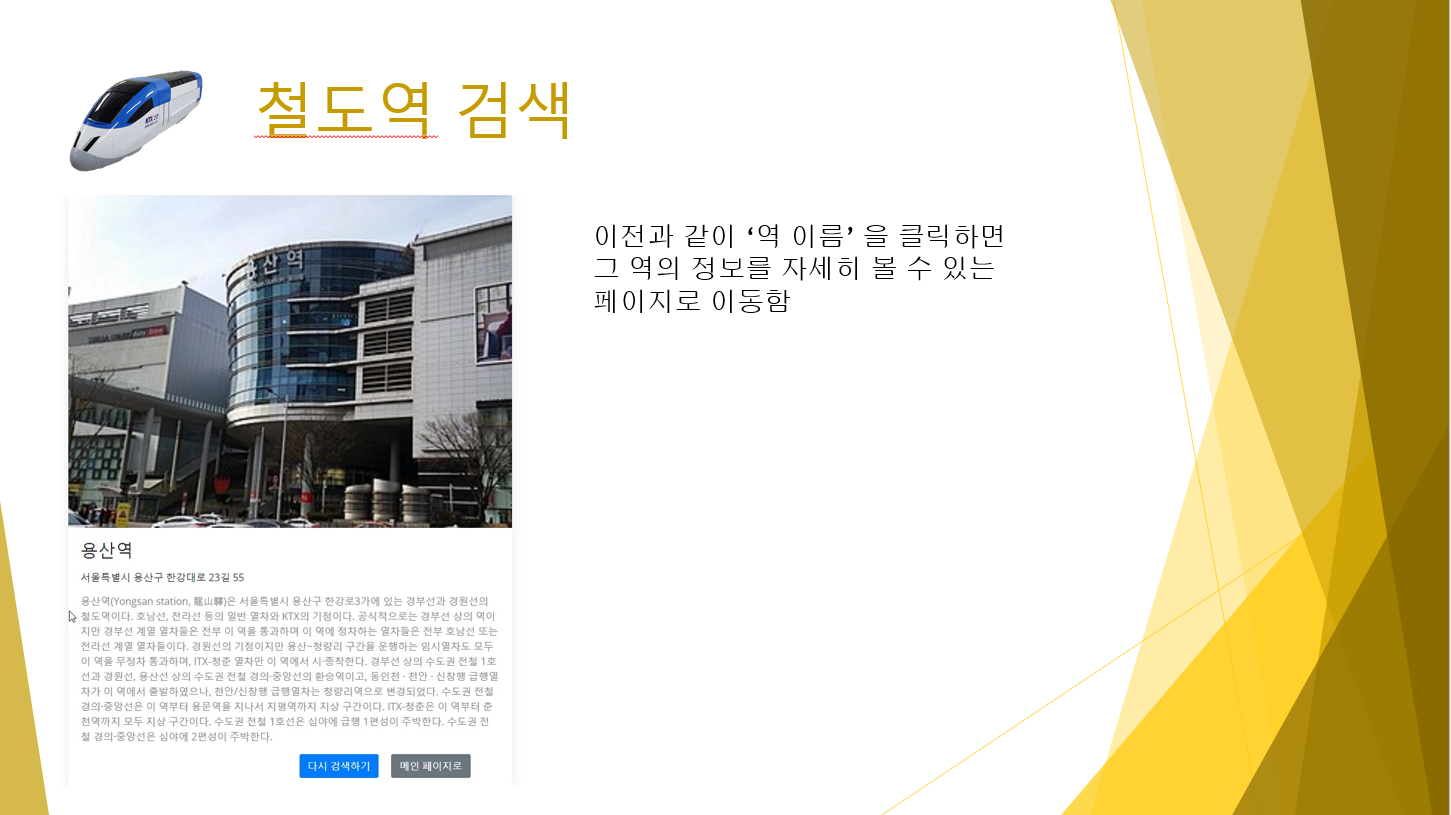 철도역 검색
KTX
용산역
이전과 같이 ‘역 이름’ 을 클릭하면
그 역의 정보를 자세히 볼 수 있는
페이지로 이동함
용산역
서울특별시 용산구 한강대로 23길 55
용산역(Yongsan station, 龍山驛)은 서울특별시 용산구 한강로3가에 있는 경부선과 경원선의
철도역이다. 호남선, 전라선 등의 일반 열차와 KTX의 기점이다. 공식적으로는 경부선 상의 역이
지만 경부선 계열 열차들은 전부 이 역을 통과하며 이 역에 정차하는 열차들은 전부 호남선 또는
전라선 계열 열차들이다. 경원선의 기점이지만 용산~청량리 구간을 운행하는 임시열차도 모두
이 역을 무정차 통과하며, ITX-청춘 열차만 이 역에서 시·종착한다. 경부선 상의 수도권 전철 1호
선과 경원선, 용산선 상의 수도권 전철 경의·중앙선의 환승역이고, 동인천 · 천안 · 신창행 급행열
차가 이 역에서 출발하였으나, 천안/신창행 급행열차는 청량리역으로 변경되었다. 수도권 전철
경의·중앙선은 이 역부터 용문역을 지나서 지평역까지 지상 구간이다. ITX-청춘은 이 역부터 춘
천역까지 모두 지상 구간이다. 수도권 전철 1호선은 심야에 급행 1편성이 주박한다. 수도권 전
철 경의·중앙선은 심야에 2편성이 주박한다.
다시 검색하기
메인 페이지로